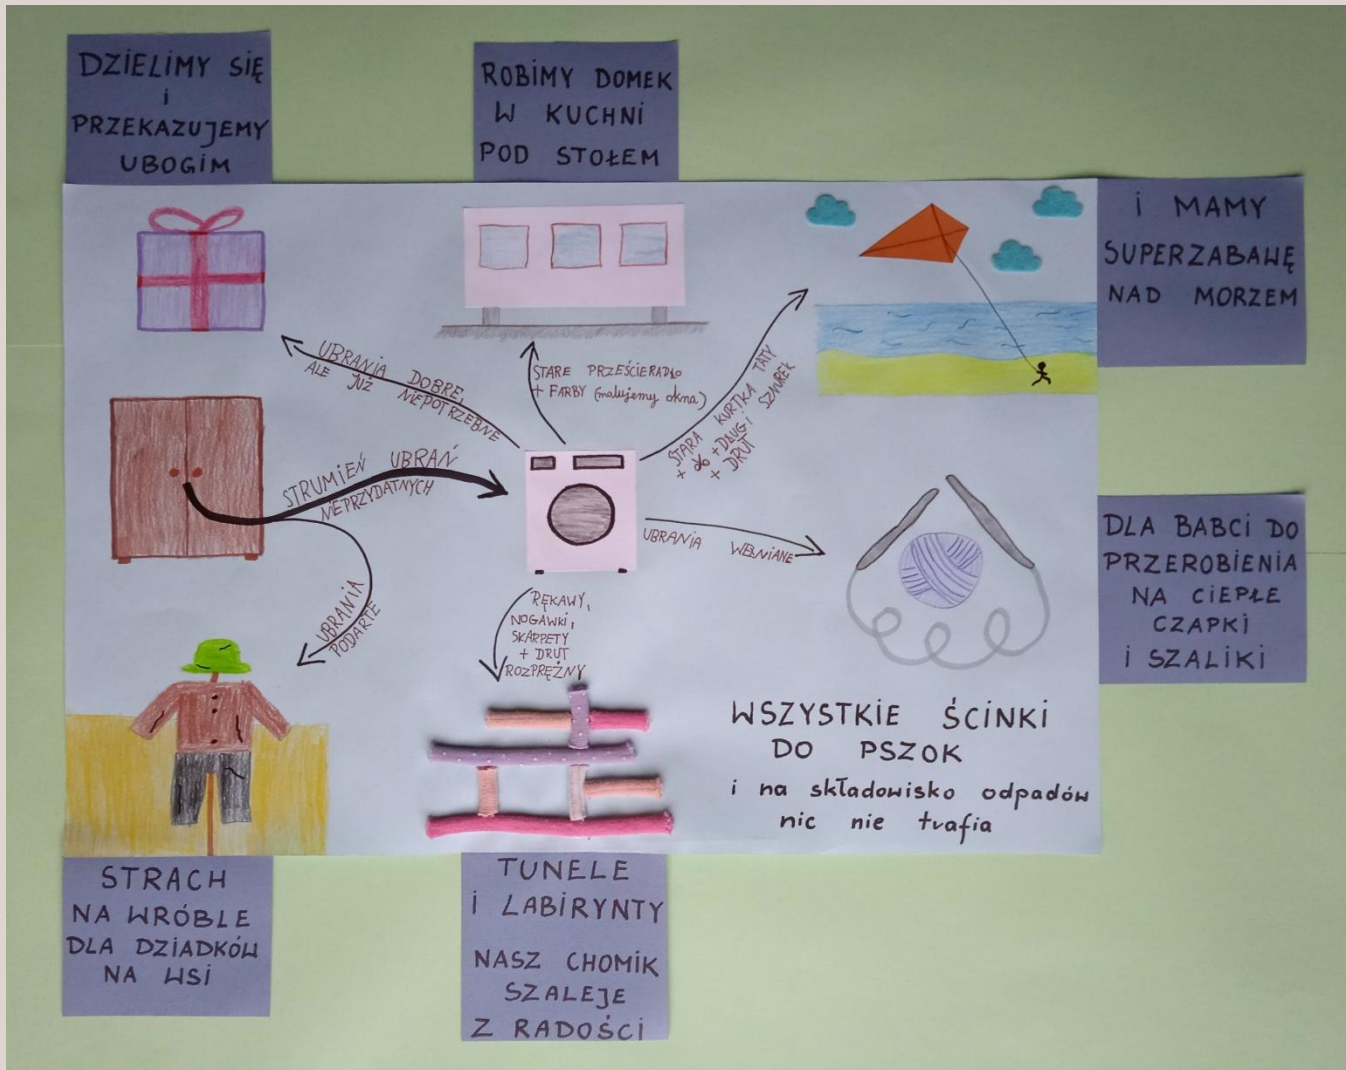 DZIELIMY SIĘ
i
PRZEKAZUJEMY
UBOGIM
ROBIMY DOMEK
W KUCHNI
POD STOŁEM
i MAMY
SUPERZABAWĘ
NAD MORZEM
UBRANIA DOBRE,
ALE JUŻ NIEPOTRZEBNE
STARE PRZEŚCIERADŁO
+ FARBY (malujemy okna)
STARA KURTKA TATY
+ + DŁUGI SZNUREK
+ DRUT
STRUMIEŃ UBRAŃ
NIEPRZYDATNYCH
UBRANIA WEŁNIANE
UBRANIA
PODARTE
RĘKAWY,
NOGAWKI,
SKARPETY
+ DRUT
ROZPRĘŻNY
DLA BABCI DO
PRZEROBIENIA
NA CIEPŁE
CZAPKI
i SZALIKI
WSZYSTKIE ŚCINKI
DO PSZOK
i na składowisko odpadów
nic nie trafia
STRACH
NA WRÓBLE
DLA DZIADKÓW
NA WSI
TUNELE
i LABIRYNTY
NASZ CHOMIK
SZALEJE
Z RADOŚCI